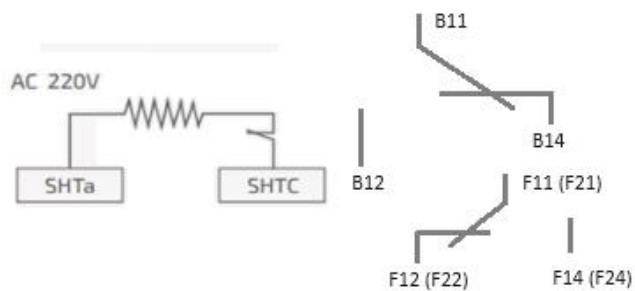 B11
AC 220V
B14
SHTa
SHTC
B12
F11 (F21)
F12 (F22)
F14 (F24)